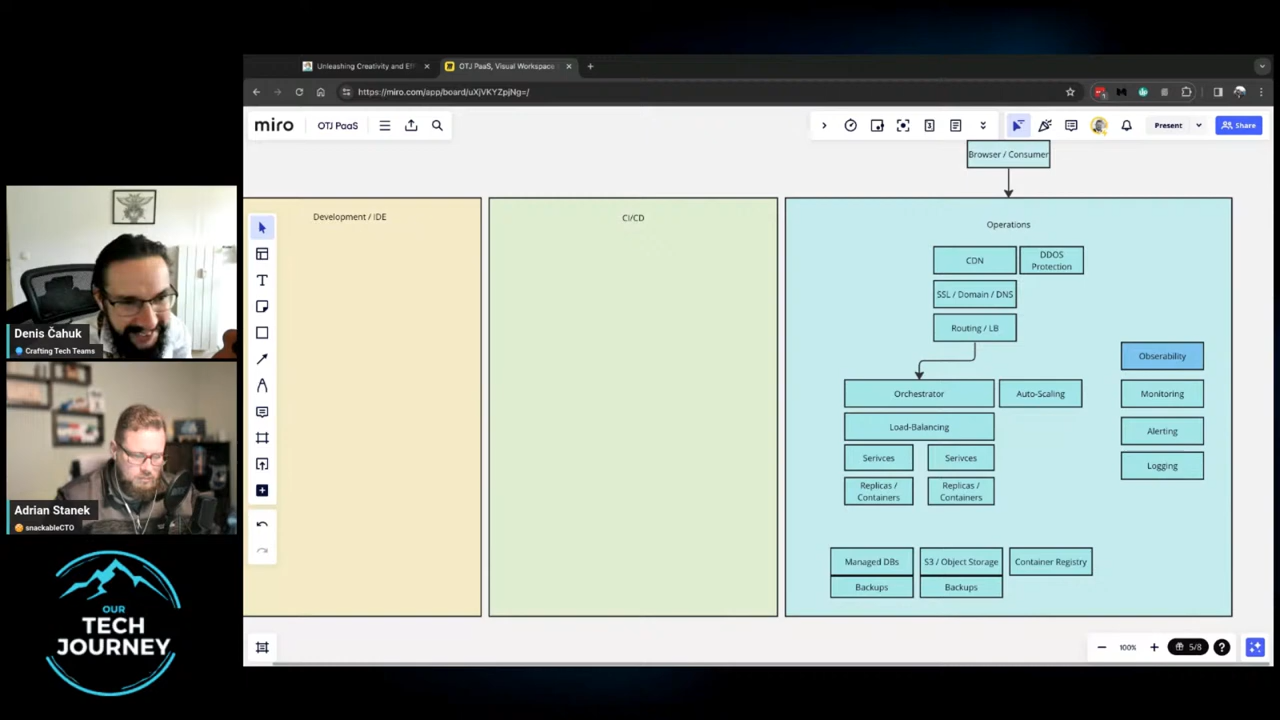 Unleashing Creativity and Ef
OTJ PaaS, Visual Workspace
https://miro.com/app/board/uXjVKYZpjNg=/
miro
OTJ PaaS
Present
Share
Browser / Consumer
Development / IDE
CI/CD
Operations
CDN
DDOS
Protection
SSL / Domain / DNS
Routing / LB
Obserability
Orchestrator
Auto-Scaling
Monitoring
Load-Balancing
Alerting
Serivces
Serivces
Logging
Replicas /
Containers
Replicas /
Containers
Managed DBs
S3 / Object Storage
Container Registry
Backups
Backups
100%
5/8
Denis Čahuk
Crafting Tech Teams
Adrian Stanek
snackableCTO
OUR
TECH
JOURNEY